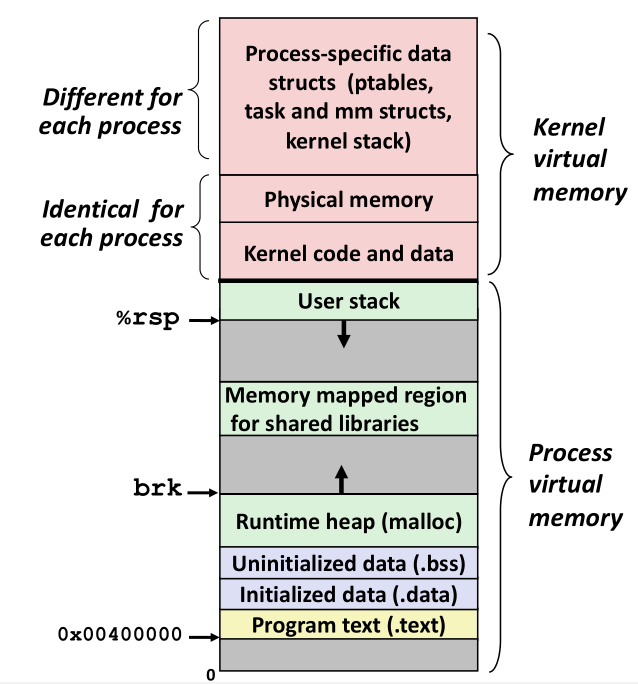 Process-specific data
structs (ptables,
task and mm structs,
kernel stack)
Different for
each process
Kernel
virtual
memory
Physical memory
Identical for
each process
Kernel code and data
User stack
%rsp
Memory mapped region
for shared libraries
Process
virtual
memory
brk
Runtime heap (malloc)
Uninitialized data (.bss)
Initialized data (.data)
Program text (.text)
0x00400000
0